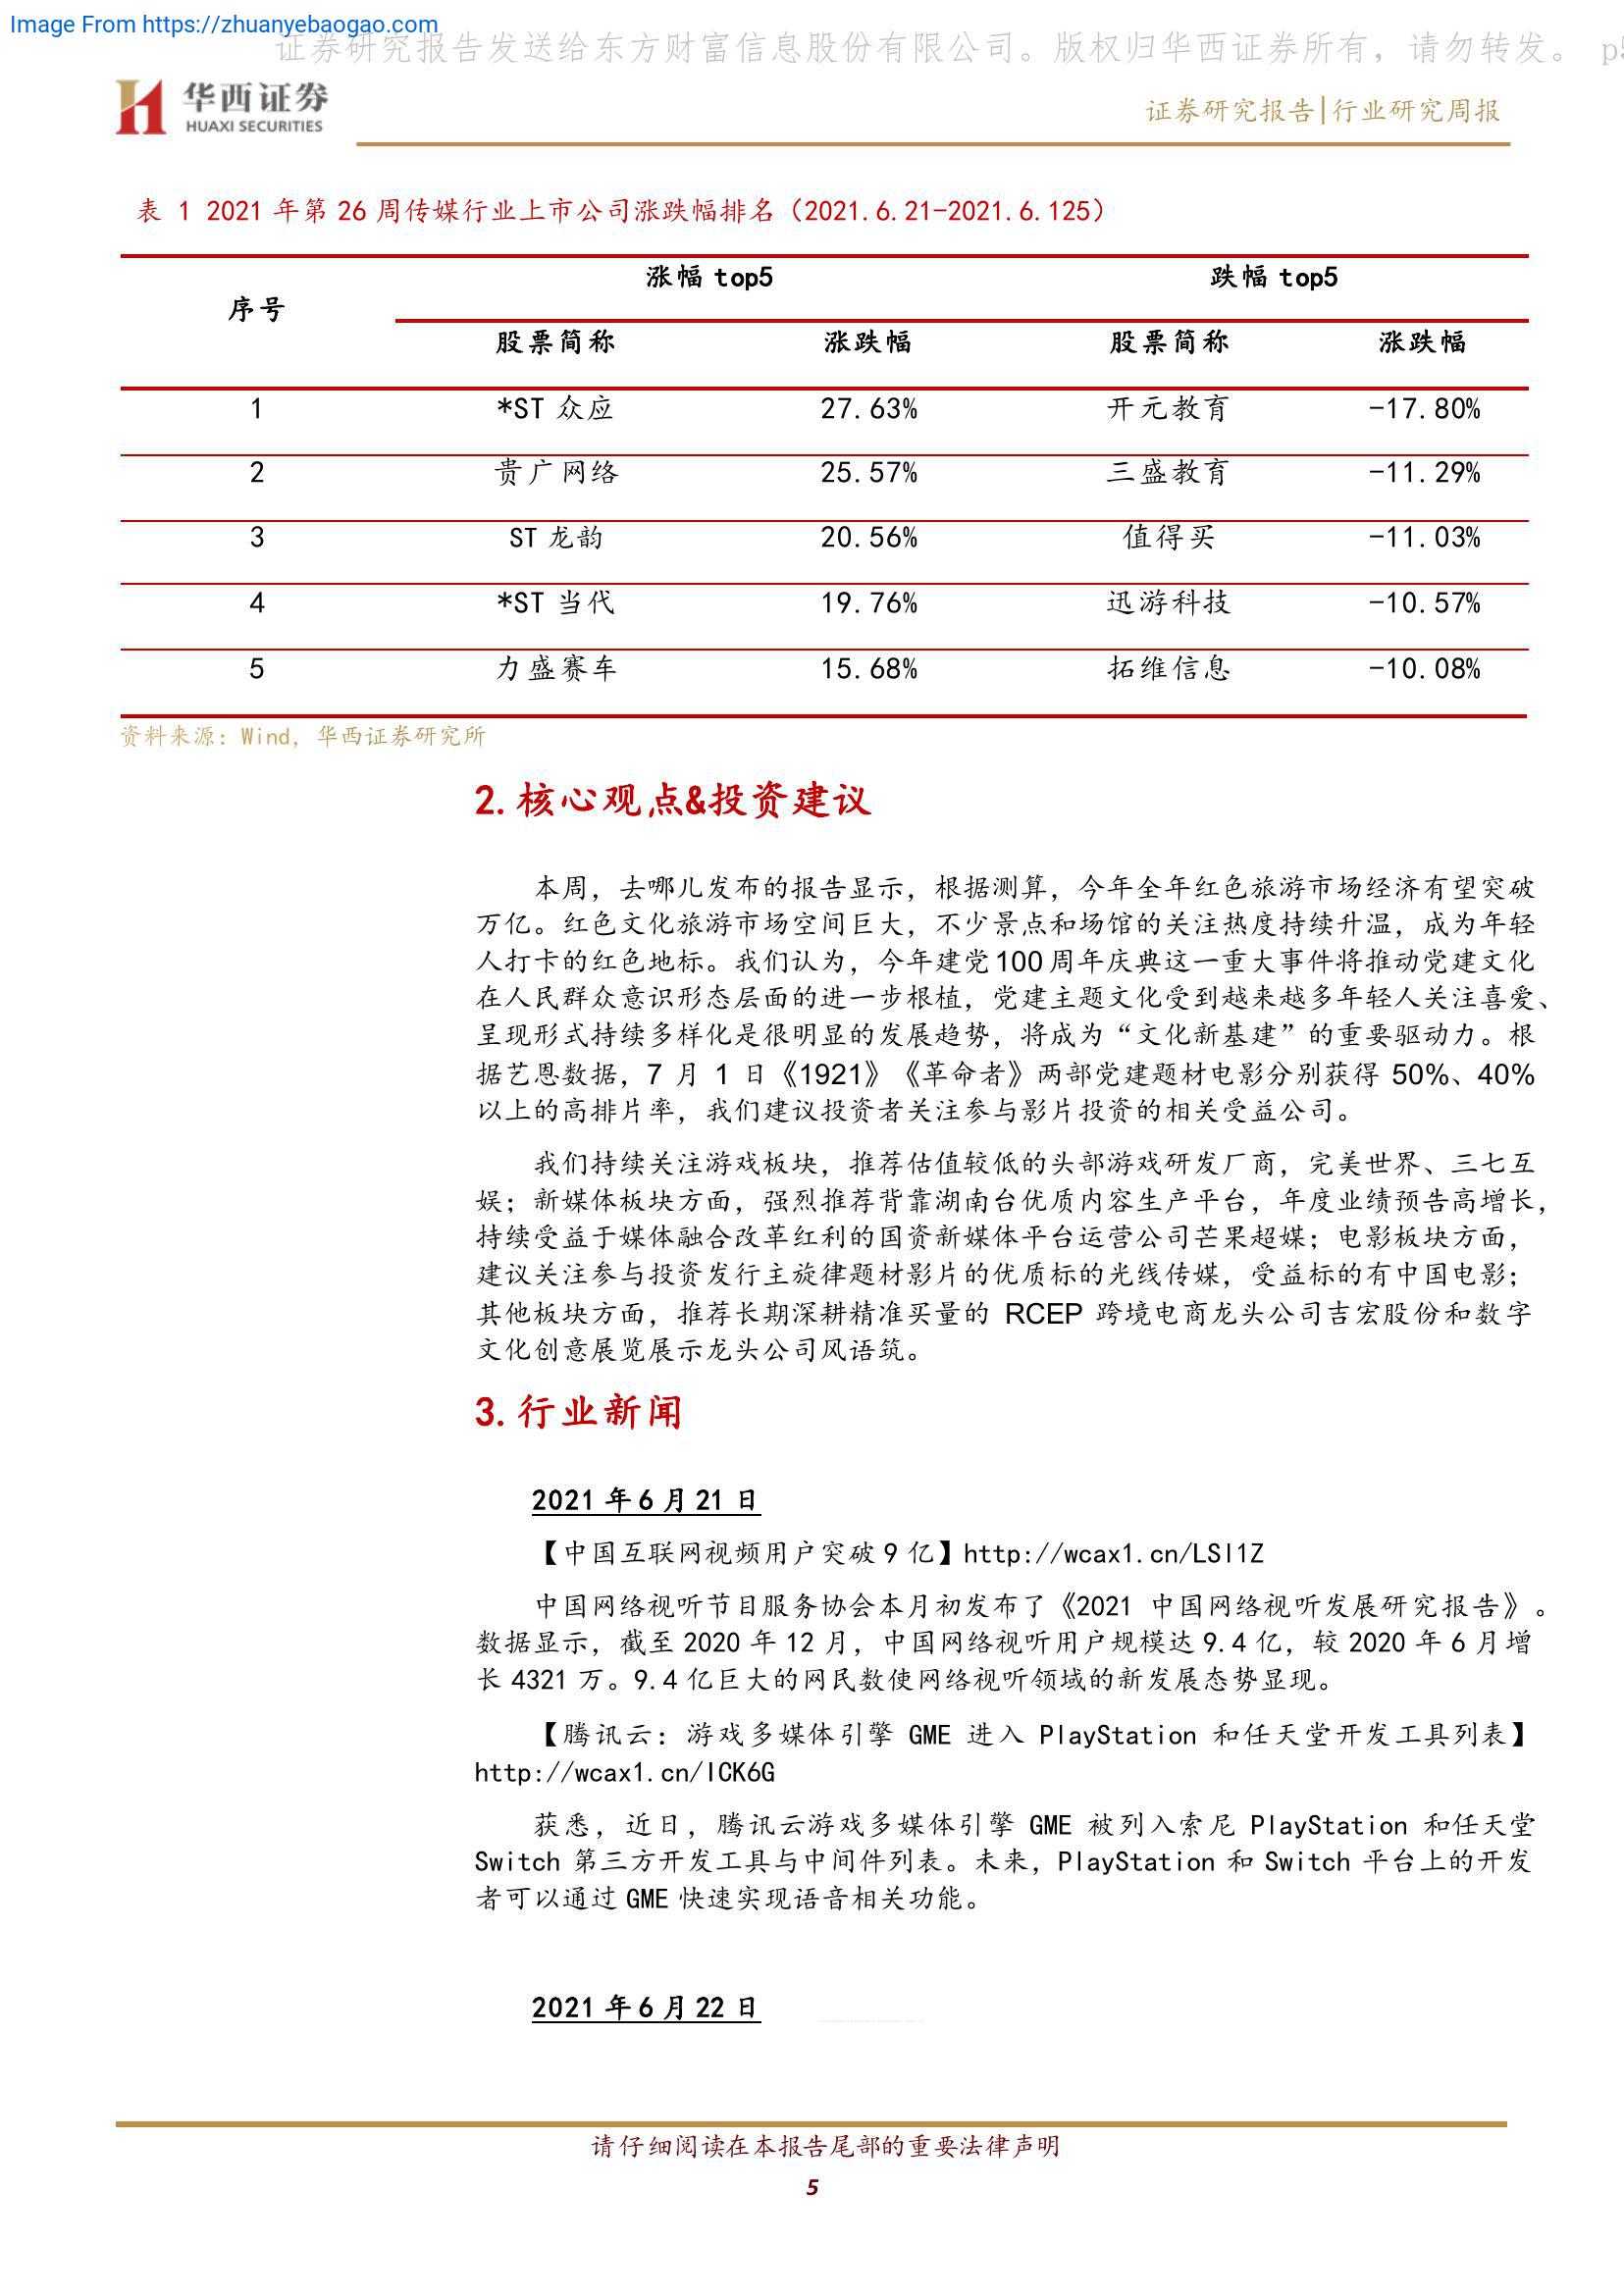 Image From https://zhuanyebaogao.com
证券研究报告发送给东方财富信息股份有限公司。版权归华西证券所有，请勿转发。 p5
华西证券
HUAXI SECURITIES
证券研究报告|行业研究周报
表 1 2021 年第 26 周传媒行业上市公司涨跌幅排名（2021.6.21-2021.6.125）
序号 涨幅 top5 跌幅 top5
股票简称 涨跌幅 股票简称 涨跌幅
1 *ST 众应 27.63% 开元教育 -17.80%
2 贵广网络 25.57% 三盛教育 -11.29%
3 ST 龙韵 20.56% 值得买 -11.03%
4 *ST 当代 19.76% 迅游科技 -10.57%
5 力盛赛车 15.68% 拓维信息 -10.08%
资料来源：Wind，华西证券研究所
2. 核心观点&投资建议
本周，去哪儿发布的报告显示，根据测算，今年全年红色旅游市场经济有望突破
万亿。红色文化旅游市场空间巨大，不少景点和场馆的关注热度持续升温，成为年轻
人打卡的红色地标。我们认为，今年建党 100 周年庆典这一重大事件将推动党建文化
在人民群众意识形态层面的进一步根植，党建主题文化受到越来越多年轻人关注喜爱、
呈现形式持续多样化是很明显的发展趋势，将成为“文化新基建”的重要驱动力。根
据艺恩数据，7 月 1 日《1921》《革命者》两部党建题材电影分别获得 50%、40%
以上的高排片率，我们建议投资者关注参与影片投资的相关受益公司。
我们持续关注游戏板块，推荐估值较低的头部游戏研发厂商，完美世界、三七互
娱；新媒体板块方面，强烈推荐背靠湖南台优质内容生产平台，年度业绩预告高增长，
持续受益于媒体融合改革红利的国资新媒体平台运营公司芒果超媒；电影板块方面，
建议关注参与投资发行主旋律题材影片的优质标的光线传媒，受益标的有中国电影；
其他板块方面，推荐长期深耕精准买量的 RCEP 跨境电商龙头公司吉宏股份和数字
文化创意展览展示龙头公司风语筑。
3. 行业新闻
2021 年 6 月 21 日
【中国互联网视频用户突破 9 亿】http://wcax1.cn/LSl1Z
中国网络视听节目服务协会本月初发布了《2021 中国网络视听发展研究报告》。
数据显示，截至 2020 年 12 月，中国网络视听用户规模达 9.4 亿，较 2020 年 6 月增
长 4321 万。9.4 亿巨大的网民数使网络视听领域的新发展态势显现。
【腾讯云：游戏多媒体引擎 GME 进入 PlayStation 和任天堂开发工具列表】
http://wcax1.cn/lCK6G
获悉，近日，腾讯云游戏多媒体引擎 GME 被列入索尼 PlayStation 和任天堂
Switch 第三方开发工具与中间件列表。未来，PlayStation 和 Switch 平台上的开发
者可以通过 GME 快速实现语音相关功能。
2021 年 6 月 22 日
请仔细阅读在本报告尾部的重要法律声明
5